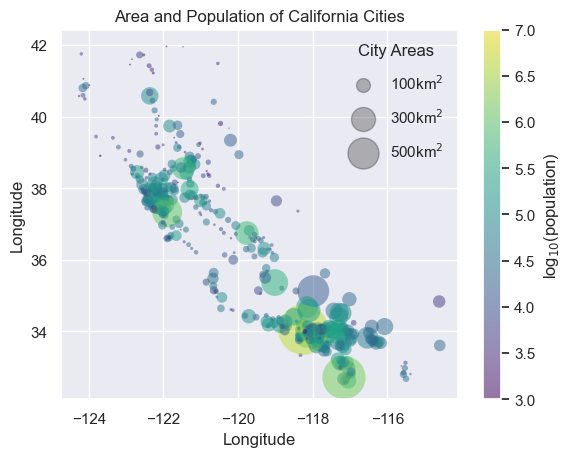 Area and Population of California Cities
City Areas
100km²
300km²
500km²
42
40
38
36
34
Longitude
−124
−122
−120
−118
−116
Longitude
7.0
6.5
6.0
5.5
5.0
4.5
4.0
3.5
3.0
log₁₀(population)